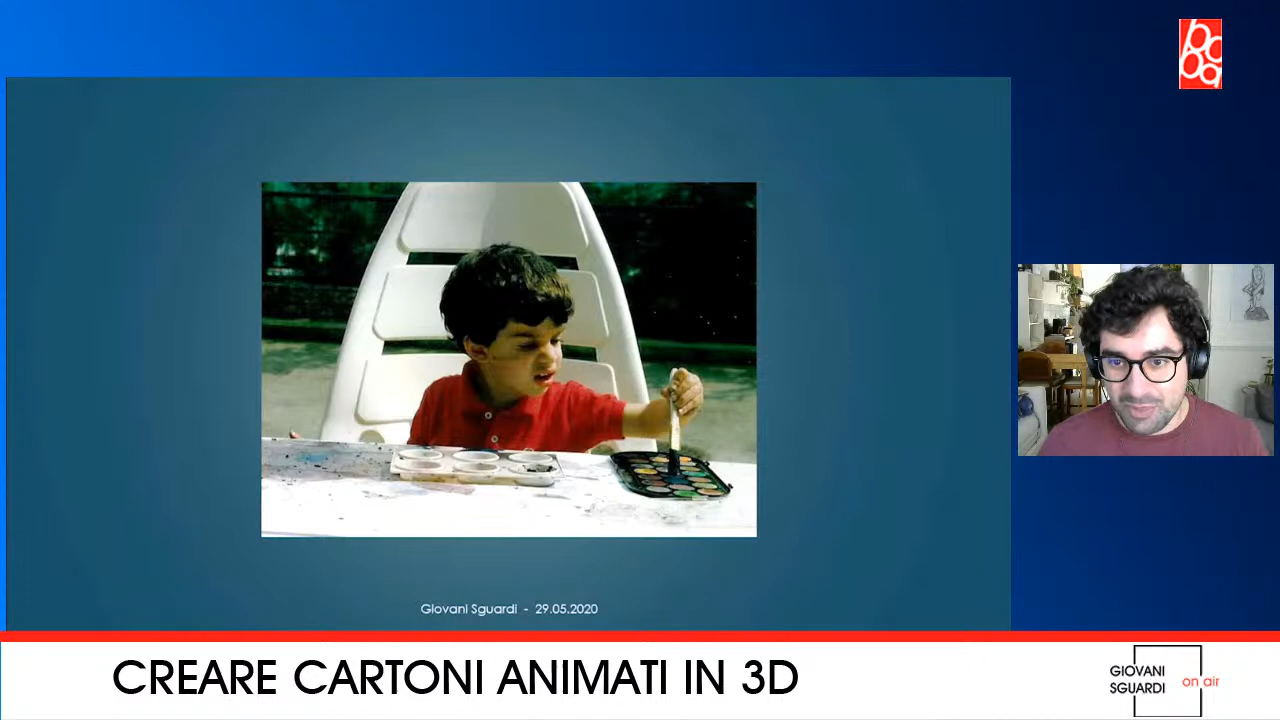 Giovani Sguardi - 29.05.2020
CREARE CARTONI ANIMATI IN 3D
GIOVANI
SGUARDI
on air